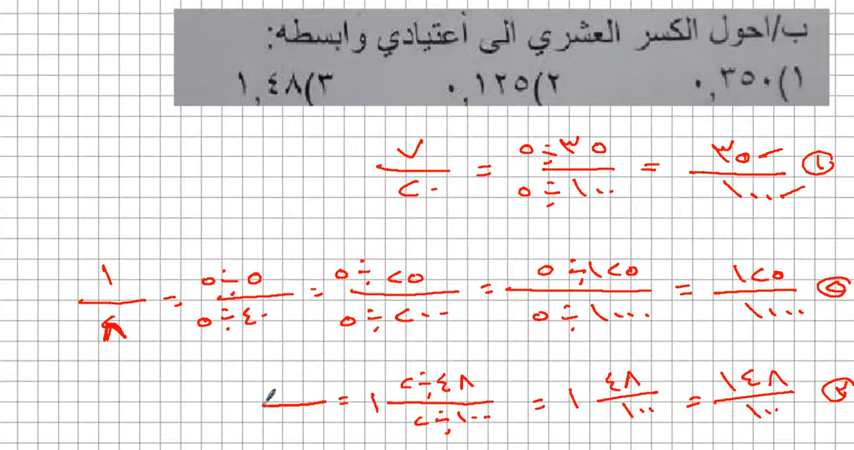 ب/احول الكسر العشري الى أعتيادي وابسطه:
١)٠,٣٥٠ ٢)٠,١٢٥ ٣)١,٤٨
① ٣٥٠/١٠٠٠ = ٣٥÷٥/١٠٠÷٥ = ٧/٢٠
② ١٢٥/١٠٠٠ = ١٢٥÷٥/١٠٠٠÷٥ = ٢٥÷٥/٢٠٠÷٥ = ٥÷٥/٤٠÷٥ = ١/٨
③ ١٤٨/١٠٠ = ١ ٤٨/١٠٠ = ١ ٤٨÷٢/١٠٠÷٢ =